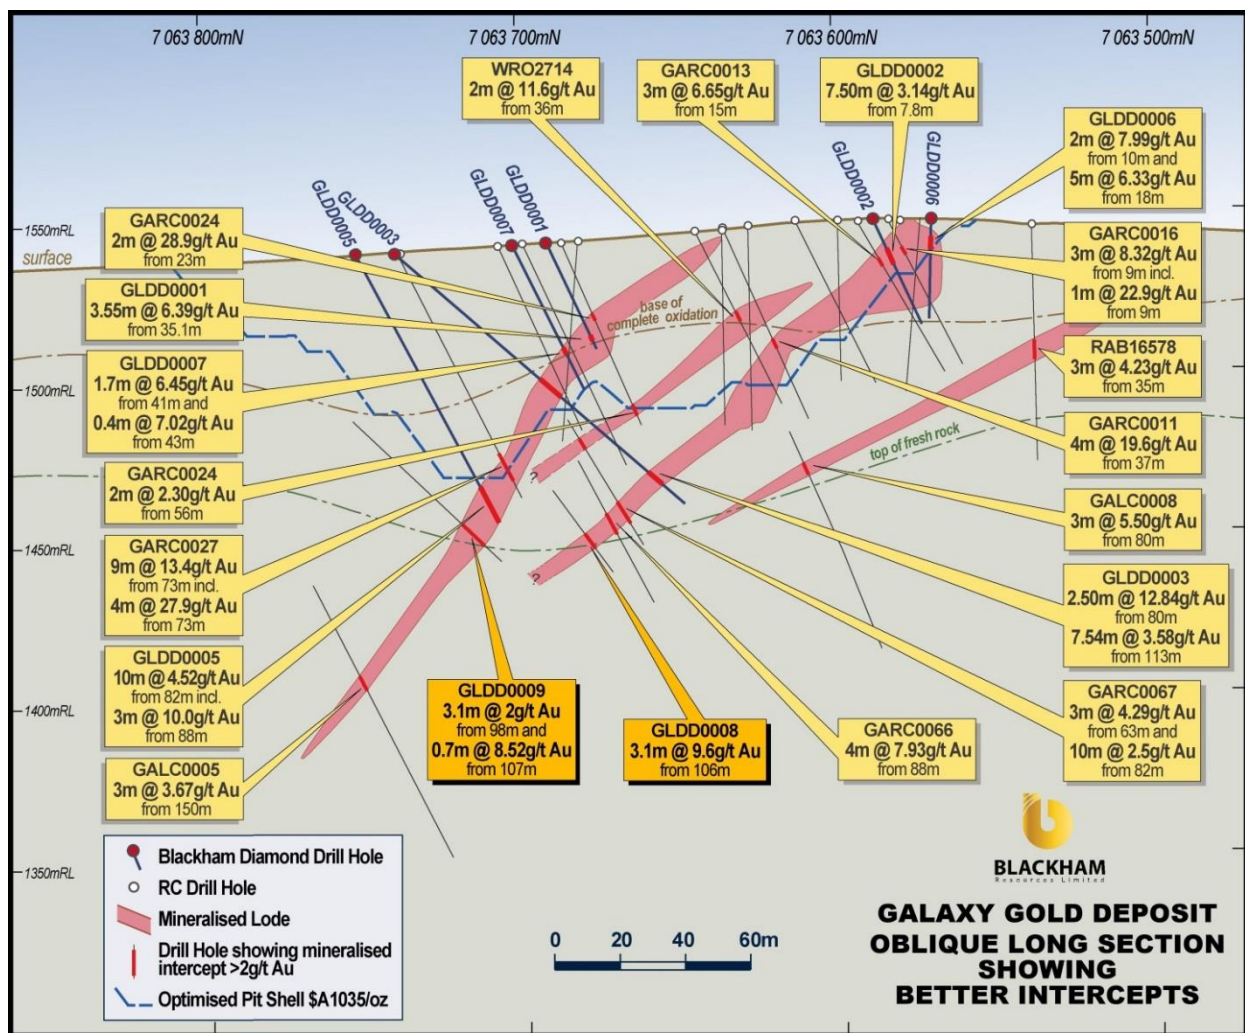 7 063 800mN
7 063 700mN
7 063 600mN
7 063 500mN
WRO2714
2m @ 11.6g/t Au
from 36m
GARC0013
3m @ 6.65g/t Au
from 15m
GLDD0002
7.50m @ 3.14g/t Au
from 7.8m
GLDD0006
2m @ 7.99g/t Au
from 10m and
5m @ 6.33g/t Au
from 18m
GLDD0005
GLDD0003
GLDD0007
GLDD0001
GLDD0002
GLDD0006
1550mRL
surface
GARC0024
2m @ 28.9g/t Au
from 23m
GARC0016
3m @ 8.32g/t Au
from 9m incl.
1m @ 22.9g/t Au
from 9m
GLDD0001
3.55m @ 6.39g/t Au
from 35.1m
base of
complete oxidation
RAB16578
3m @ 4.23g/t Au
from 35m
GLDD0007
1.7m @ 6.45g/t Au
from 41m and
0.4m @ 7.02g/t Au
from 43m
1500mRL
GARC0011
4m @ 19.6g/t Au
from 37m
top of fresh rock
GARC0024
2m @ 2.30g/t Au
from 56m
?
GALC0008
3m @ 5.50g/t Au
from 80m
1450mRL
GARC0027
9m @ 13.4g/t Au
from 73m incl.
4m @ 27.9g/t Au
from 73m
?
GLDD0003
2.50m @ 12.84g/t Au
from 80m
7.54m @ 3.58g/t Au
from 113m
GLDD0005
10m @ 4.52g/t Au
from 82m incl.
3m @ 10.0g/t Au
from 88m
1400mRL
GLDD0009
3.1m @ 2g/t Au
from 98m and
0.7m @ 8.52g/t Au
from 107m
GLDD0008
3.1m @ 9.6g/t Au
from 106m
GARC0066
4m @ 7.93g/t Au
from 88m
GARC0067
3m @ 4.29g/t Au
from 63m and
10m @ 2.5g/t Au
from 82m
GALC0005
3m @ 3.67g/t Au
from 150m
1350mRL
Blackham Diamond Drill Hole
RC Drill Hole
Mineralised Lode
Drill Hole showing mineralised
intercept >2g/t Au
Optimised Pit Shell $A1035/oz
0 20 40 60m
BLACKHAM
Resources Limited
GALAXY GOLD DEPOSIT
OBLIQUE LONG SECTION
SHOWING
BETTER INTERCEPTS